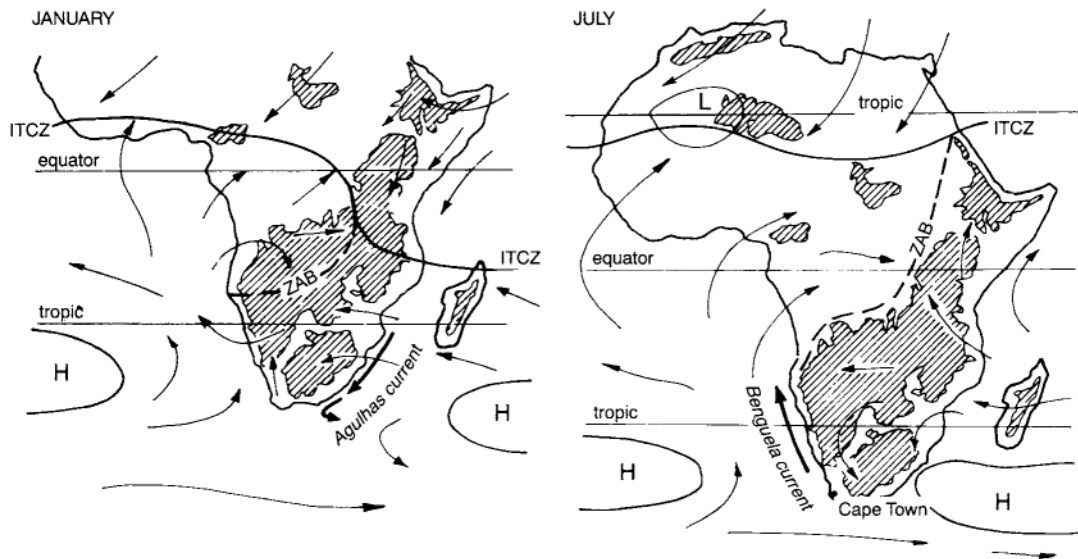 JANUARY
ITCZ
equator
ZAB
ITCZ
tropic
H
H
Agulhas current
JULY
L
tropic
ITCZ
ZAB
equator
tropic
Benguela current
H
H
Cape Town